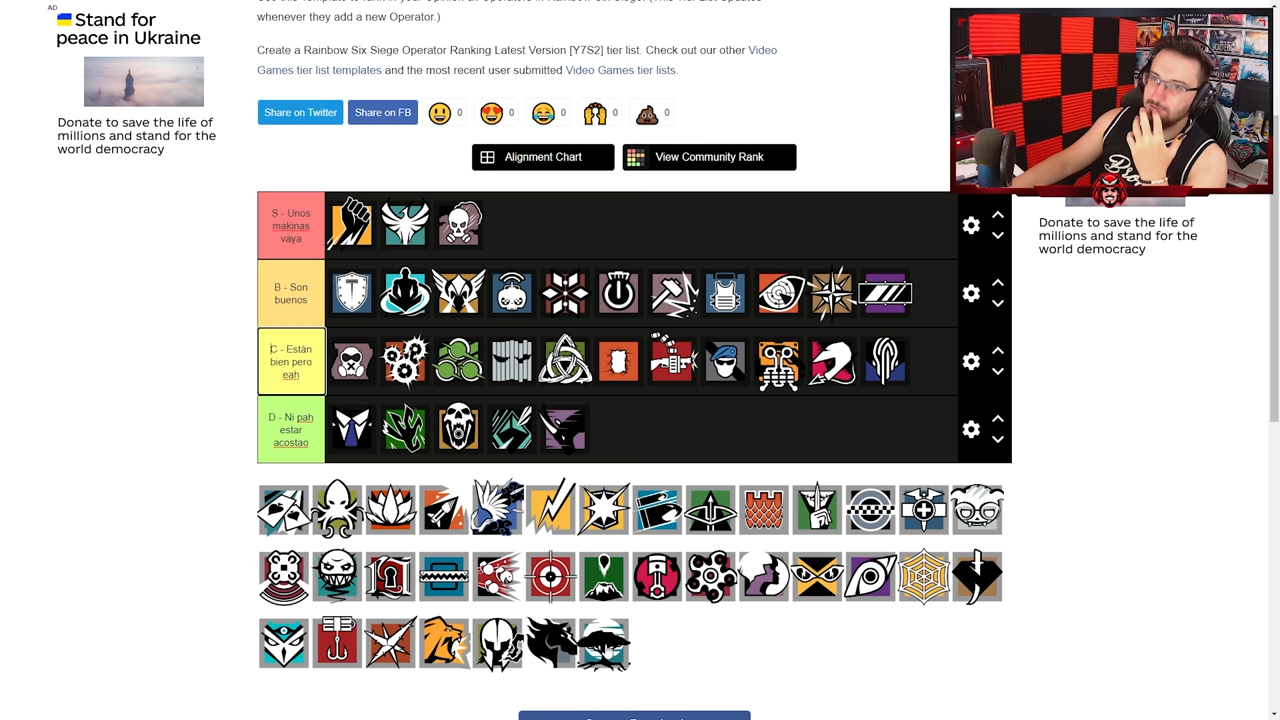 AD
Stand for
peace in Ukraine
Donate to save the life of
millions and stand for the
world democracy
whenever they add a new Operator.)
Create a Rainbow Six Siege Operator Ranking Latest Version [Y7S2] tier list. Check out our other Video
Games tier list templates and the most recent user submitted Video Games tier lists.
Share on Twitter
Share on FB
0
0
0
0
0
Alignment Chart
View Community Rank
S - Unos
makinas
vaya
B - Son
buenos
C - Están
bien pero
eah
D - Ni pah
estar
acostao
Donate to save the life of
millions and stand for the
world democracy